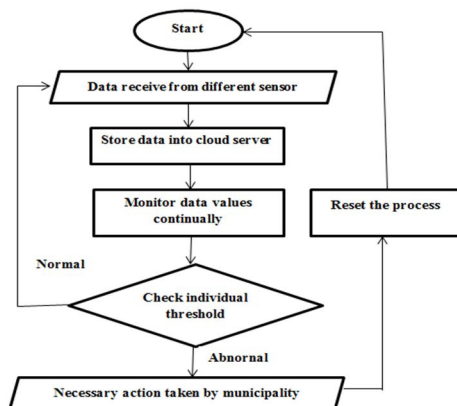 Start
Data receive from different sensor
Store data into cloud server
Monitor data values
continually
Reset the process
Normal
Check individual
threshold
Abnornal
Necessary action taken by municipality